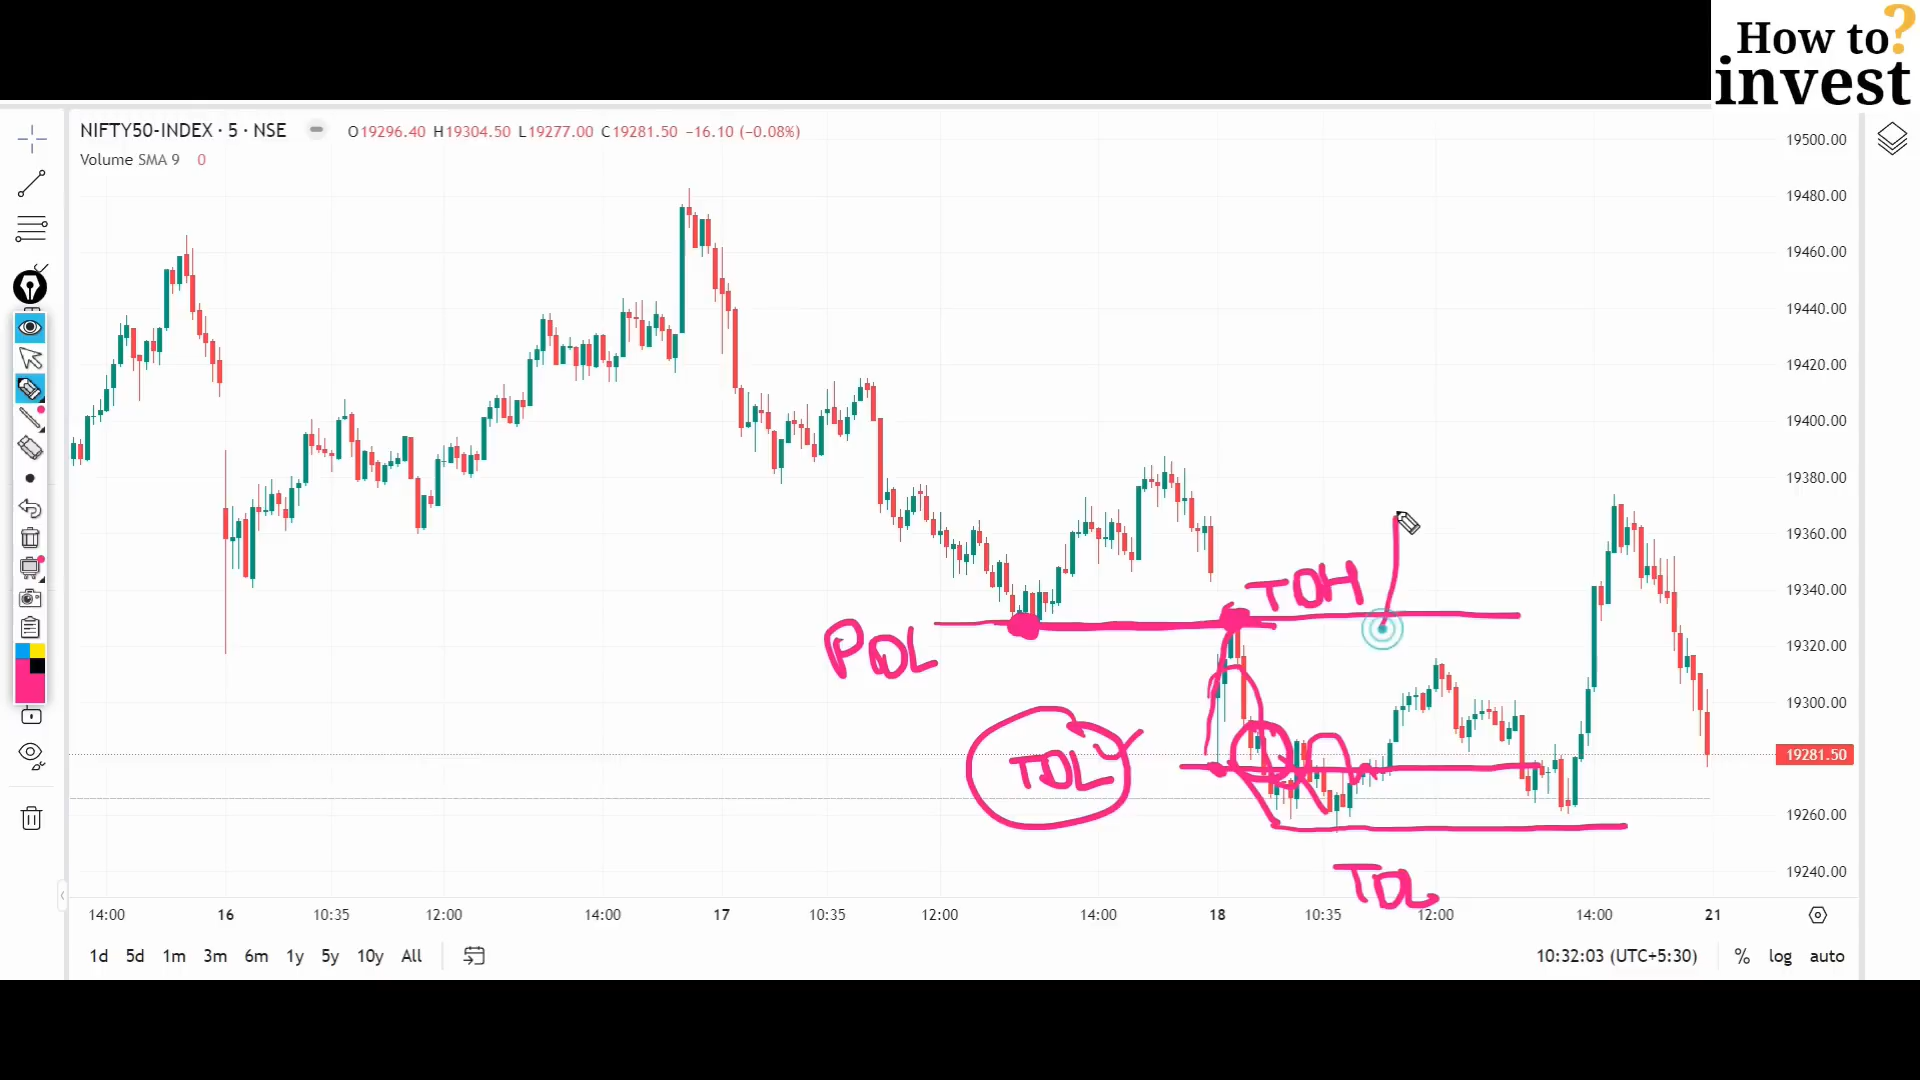 How to?
invest
NIFTY50-INDEX · 5 · NSE O19296.40 H19304.50 L19277.00 C19281.50 −16.10 (−0.08%)
Volume SMA 9 0
19500.00
19480.00
19460.00
19440.00
19420.00
19400.00
19380.00
19360.00
19340.00
19320.00
19300.00
19281.50
19260.00
19240.00
TDH
PDL
TDL
TDL
14:00 16 10:35 12:00 14:00 17 10:35 12:00 14:00 18 10:35 12:00 14:00 21
1d 5d 1m 3m 6m 1y 5y 10y All 10:32:03 (UTC+5:30) % log auto